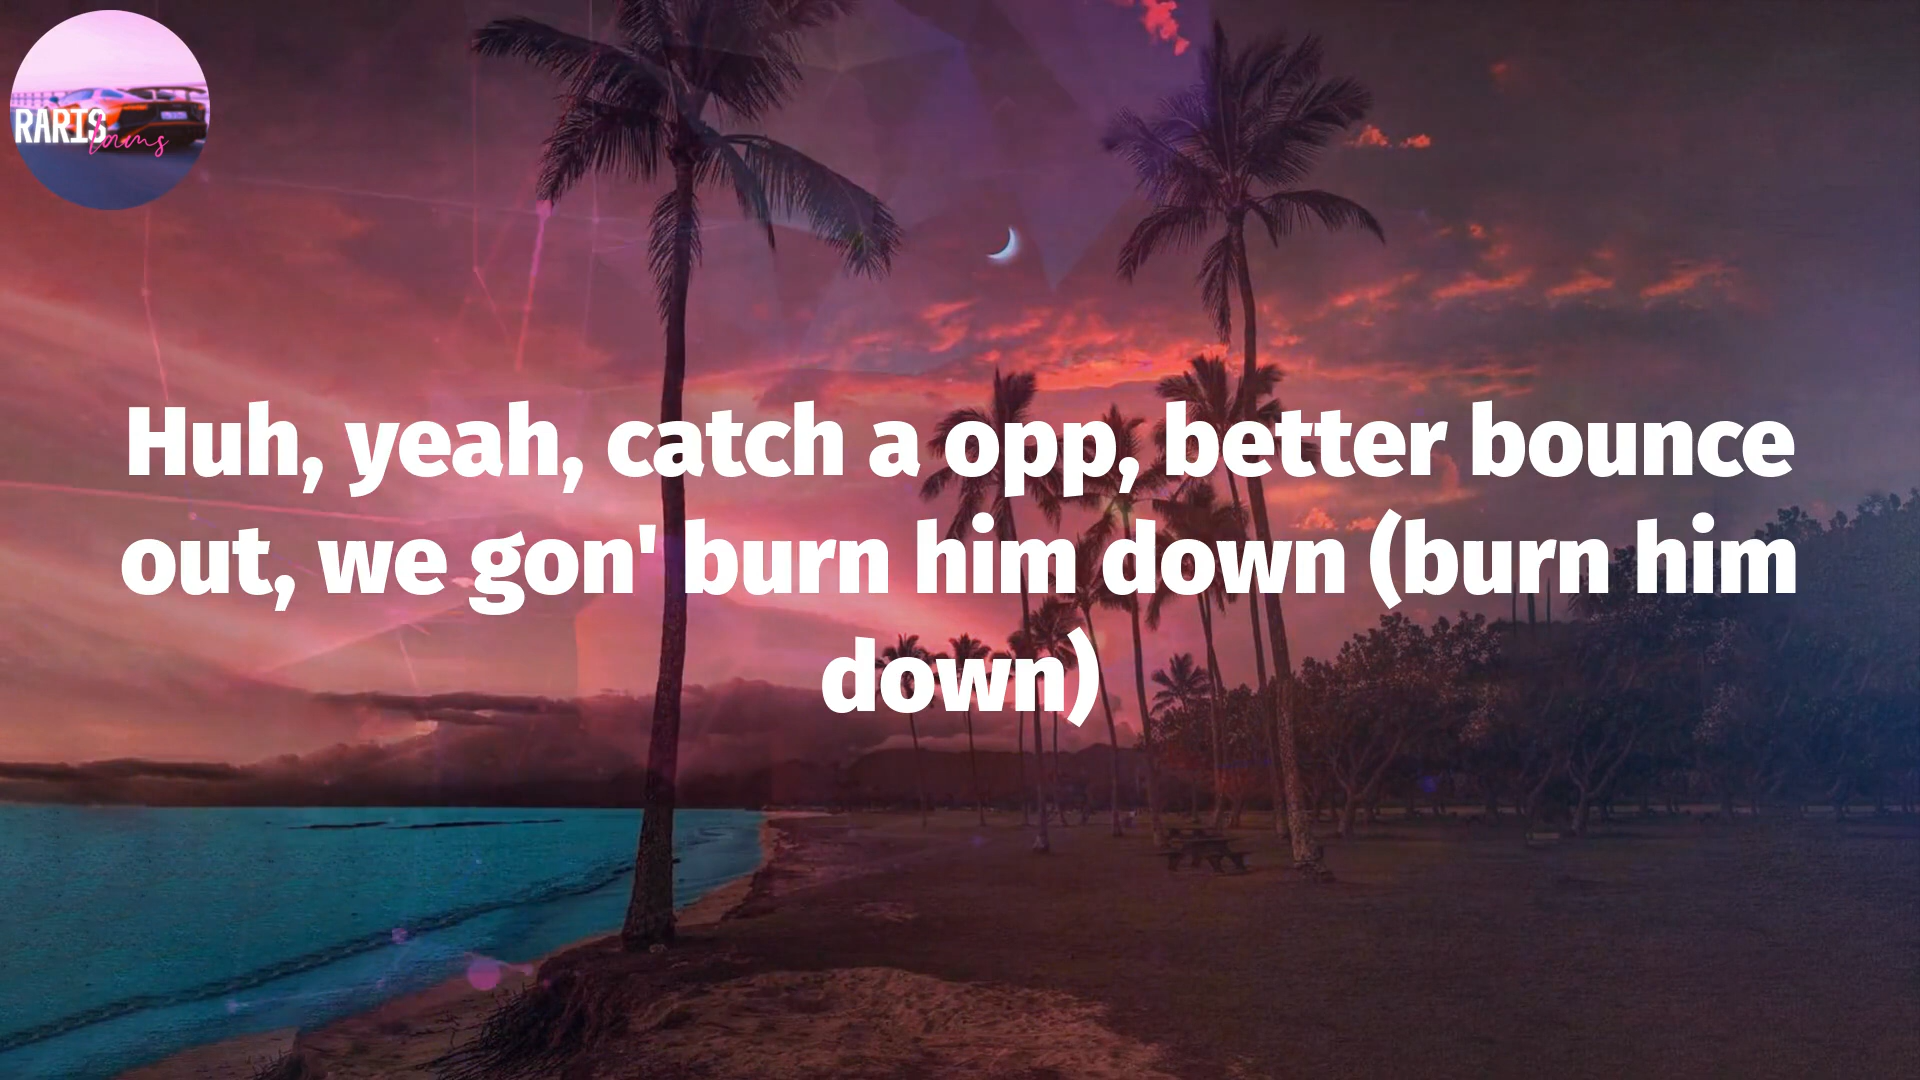 RARIS
Huh, yeah, catch a opp, better bounce
out, we gon' burn him down (burn him
down)